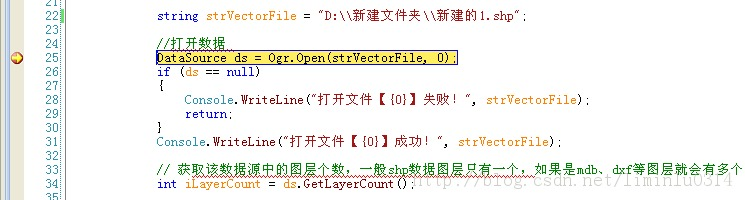 21
22 string strVectorFile = "D:\\新建文件夹\\新建的1.shp";
23
24 //打开数据
25 DataSource ds = Ogr.Open(strVectorFile, 0);
26 if (ds == null)
27 {
28 Console.WriteLine("打开文件【{0}】失败！", strVectorFile);
29 return;
30 }
31 Console.WriteLine("打开文件【{0}】成功！", strVectorFile);
32
33 // 获取该数据源中的图层个数，一般shp数据图层只有一个，如果是mdb、dxf等图层就会有多个
34 int iLayerCount = ds.GetLayerCount();
http://blog.csdn.net/liminlu0314